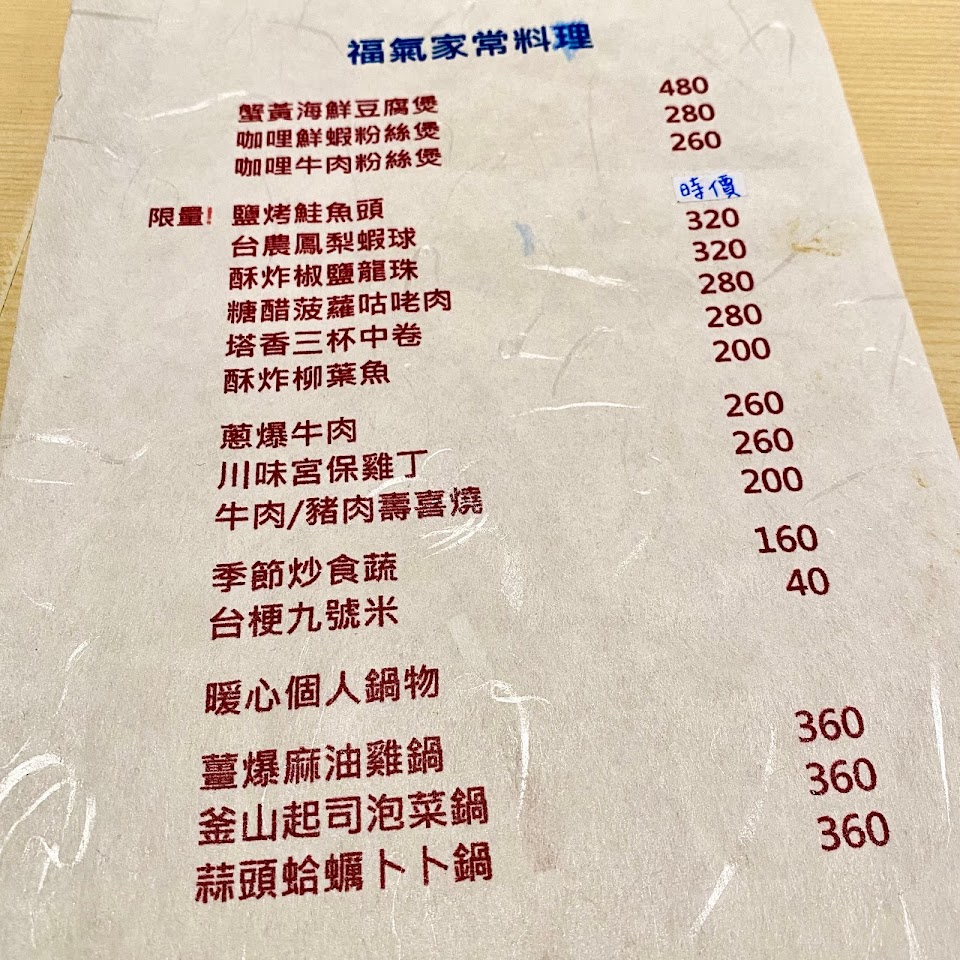 福氣家常料理
蟹黃海鮮豆腐煲 480
咖哩鮮蝦粉絲煲 280
咖哩牛肉粉絲煲 260
限量! 鹽烤鮭魚頭 時價
台農鳳梨蝦球 320
酥炸椒鹽龍珠 320
糖醋菠蘿咕咾肉 280
塔香三杯中卷 280
酥炸柳葉魚 200
蔥爆牛肉 260
川味宮保雞丁 260
牛肉/豬肉壽喜燒 200
季節炒食蔬 160
台梗九號米 40
暖心個人鍋物
薑爆麻油雞鍋 360
釜山起司泡菜鍋 360
蒜頭蛤蠣卜卜鍋 360